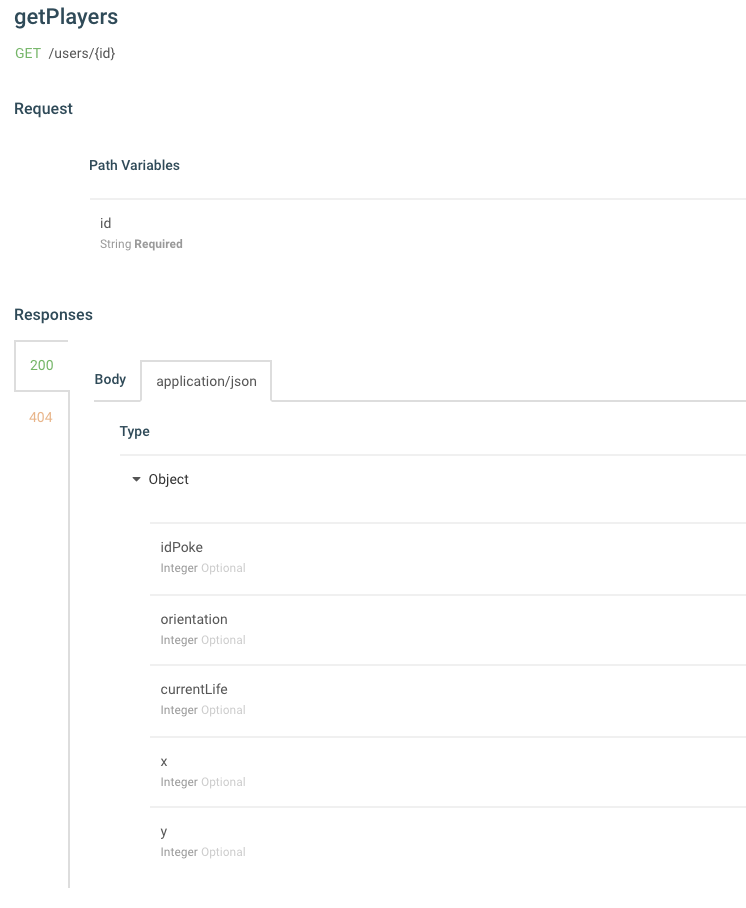 getPlayers
GET /users/{id}
Request
Path Variables
id
String Required
Responses
200
Body application/json
404
Type
Object
idPoke
Integer Optional
orientation
Integer Optional
currentLife
Integer Optional
x
Integer Optional
y
Integer Optional